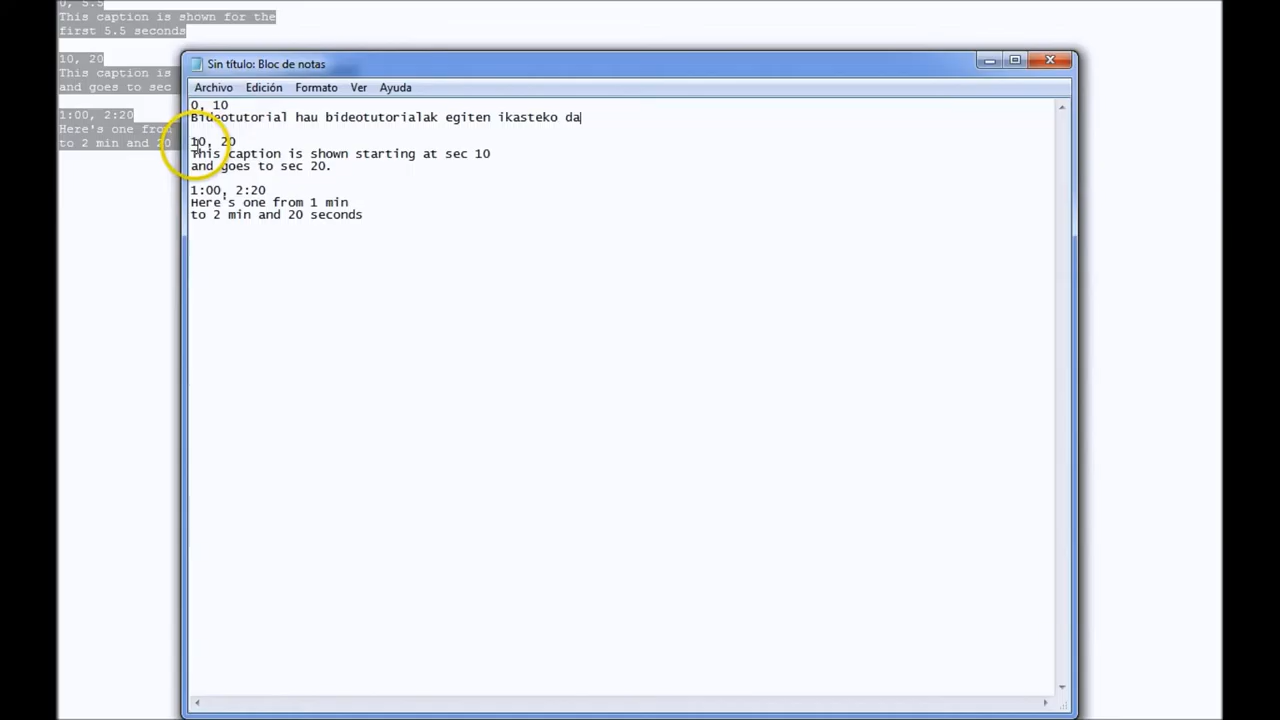 0, 5.5
This caption is shown for the
first 5.5 seconds
10, 20
This caption is
and goes to sec
1:00, 2:20
Here's one from
to 2 min and 20
Sin título: Bloc de notas
Archivo Edición Formato Ver Ayuda
0, 10
Bideotutorial hau bideotutorialak egiten ikasteko da
10, 20
This caption is shown starting at sec 10
and goes to sec 20.
1:00, 2:20
Here's one from 1 min
to 2 min and 20 seconds